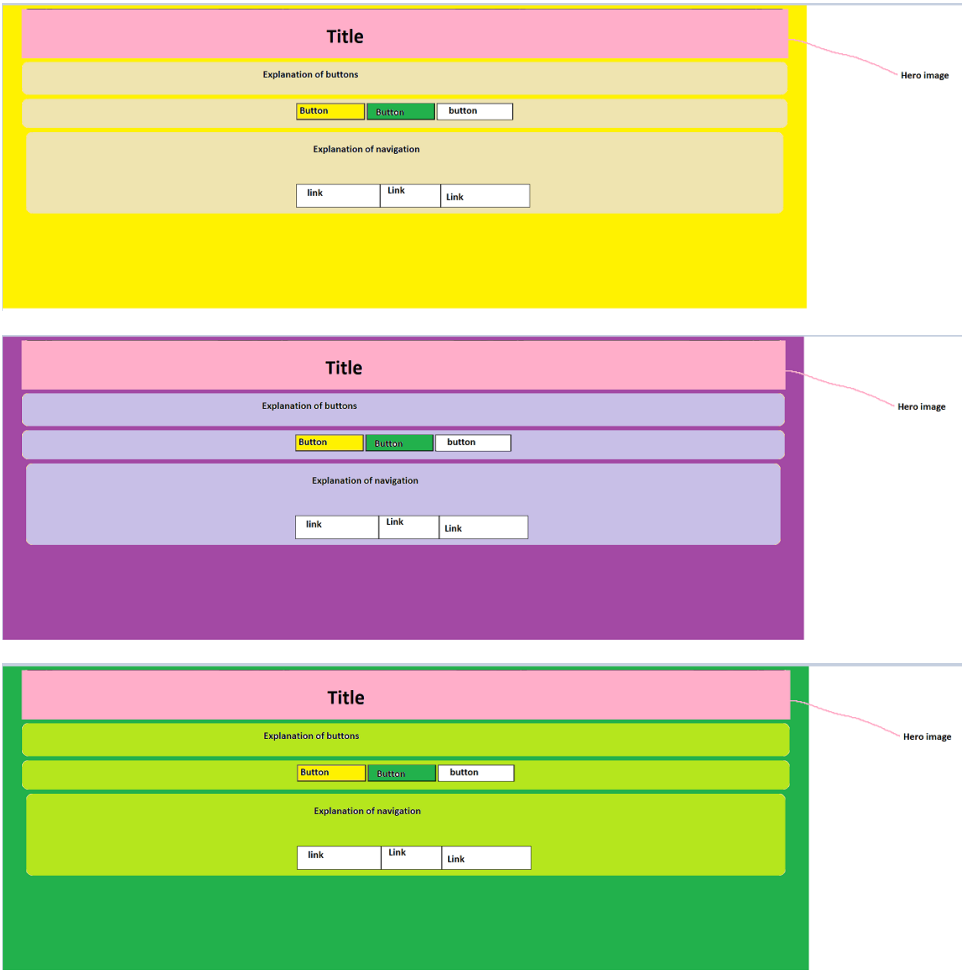 Title
Hero image
Explanation of buttons
Button Button button
Explanation of navigation
link Link Link
Title
Explanation of buttons
Hero image
Button Button button
Explanation of navigation
link Link Link
Title
Explanation of buttons
Hero image
Button Button button
Explanation of navigation
link Link Link